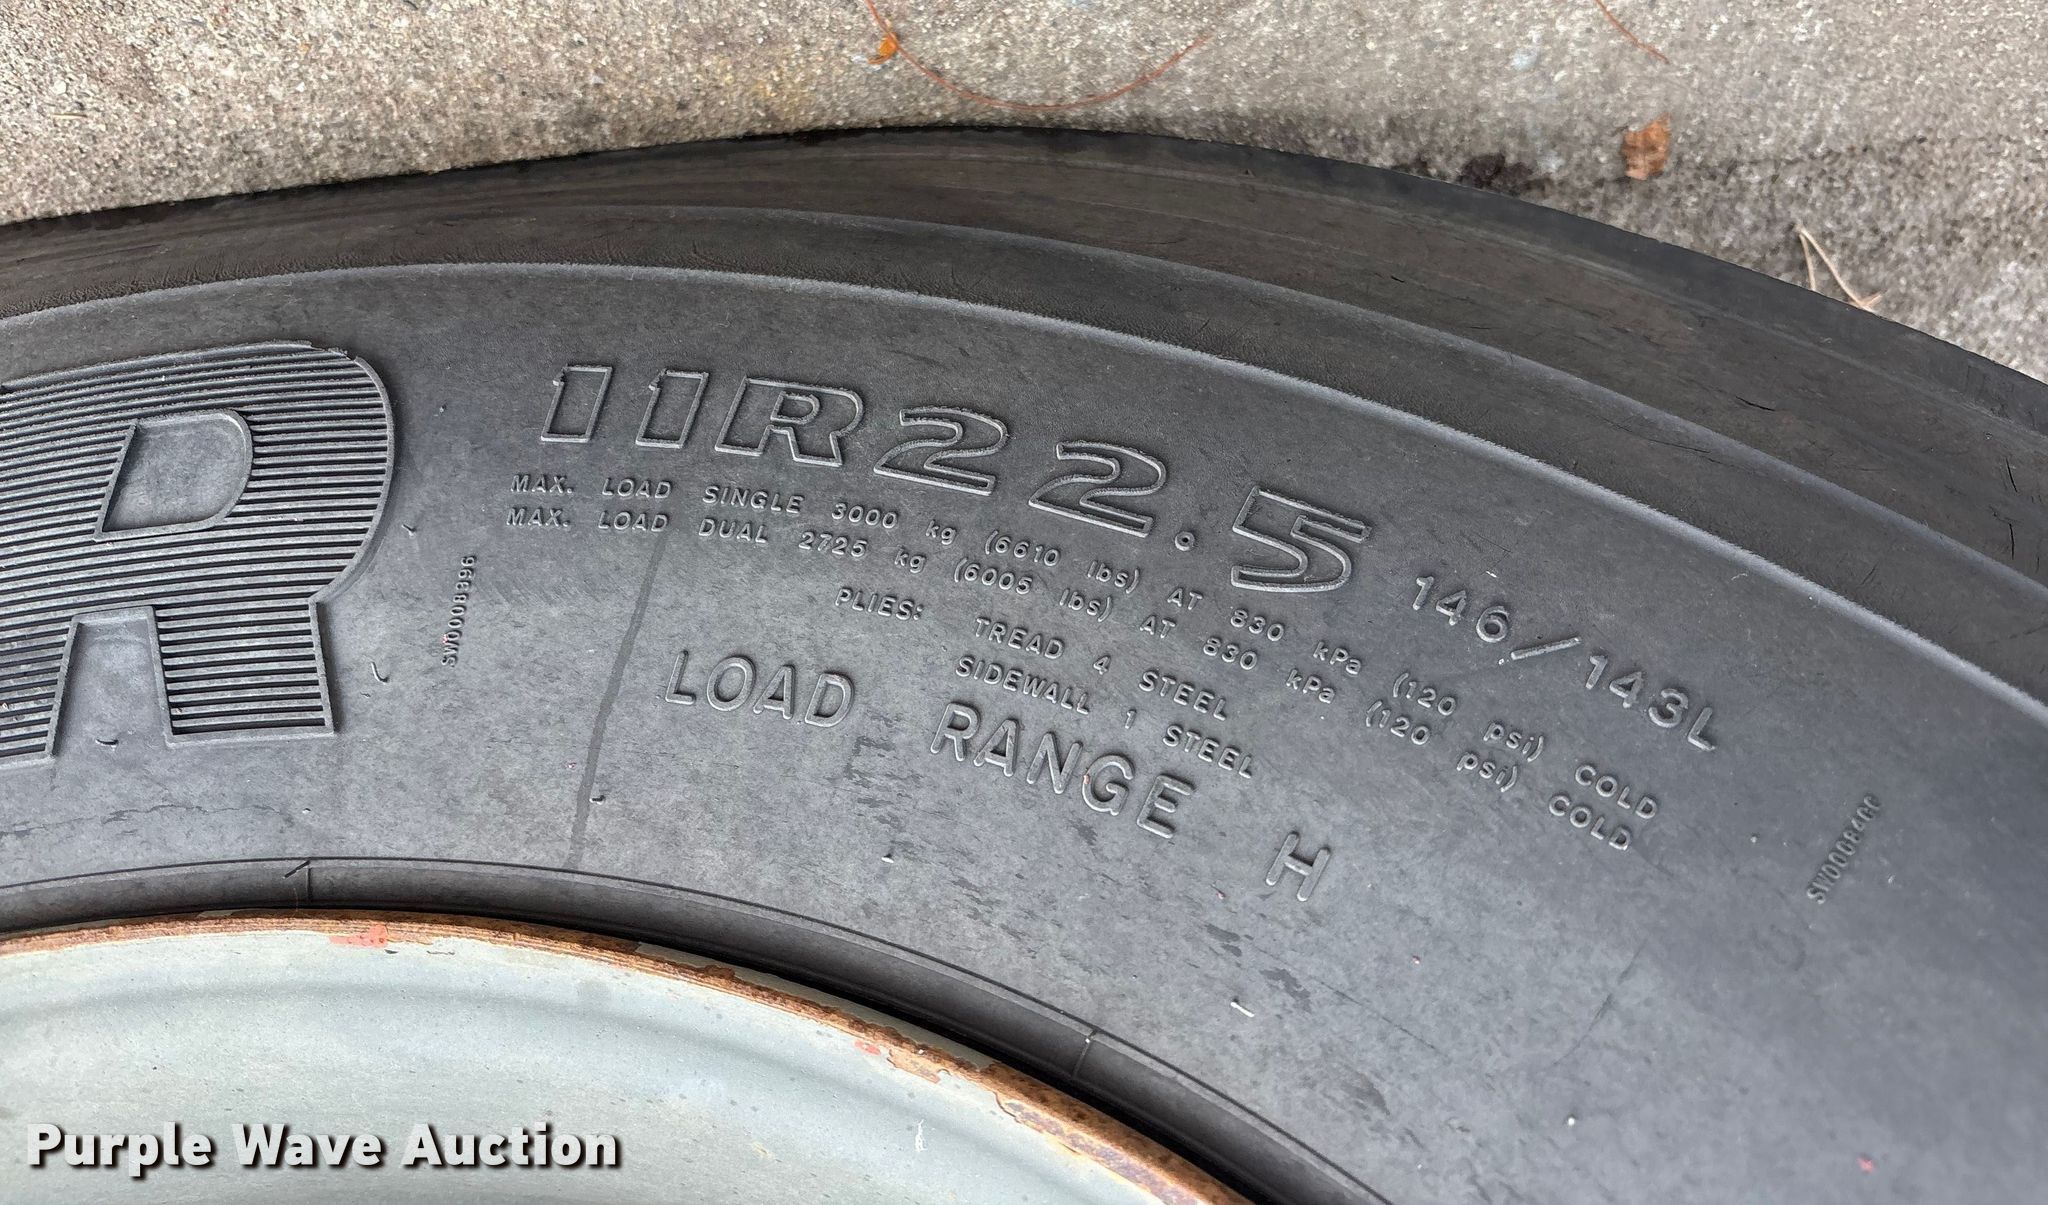 R
11R22.5 146/143L
MAX. LOAD SINGLE 3000 kg (6610 lbs) AT 830 kPa (120 psi) COLD
MAX. LOAD DUAL 2725 kg (6005 lbs) AT 830 kPa (120 psi) COLD
PLIES: TREAD 4 STEEL
SIDEWALL 1 STEEL
LOAD RANGE H
SW0008396
Purple Wave Auction